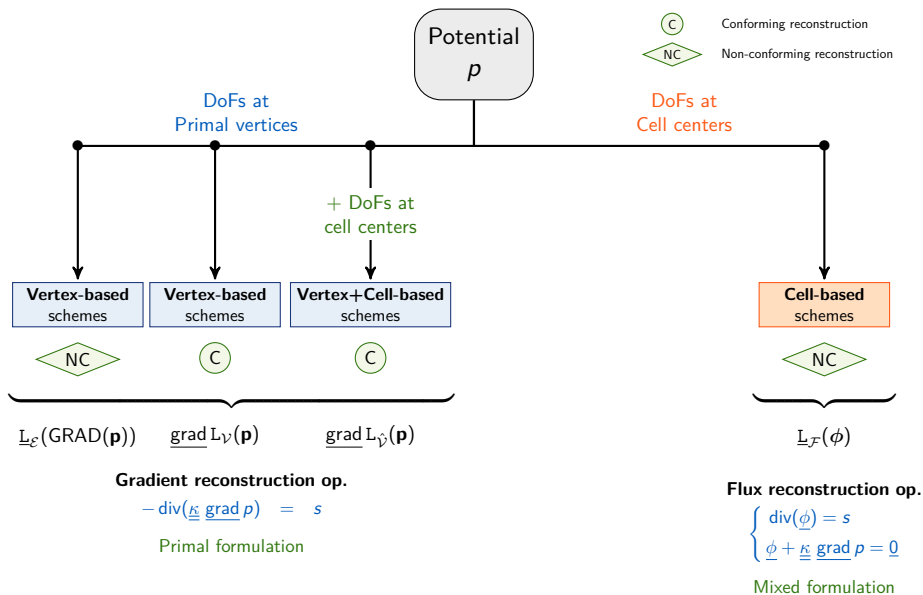 Potential
p
C Conforming reconstruction
NC Non-conforming reconstruction
DoFs at
Primal vertices
DoFs at
Cell centers
+ DoFs at
cell centers
Vertex-based
schemes
Vertex-based
schemes
Vertex+Cell-based
schemes
Cell-based
schemes
NC
C
C
NC
L_ℰ(GRAD(p))
grad L_𝒱(p)
grad L_𝒱̂(p)
L_ℱ(ϕ)
Gradient reconstruction op.
− div(κ grad p) = s
Primal formulation
Flux reconstruction op.
div(ϕ) = s
ϕ + κ grad p = 0
Mixed formulation